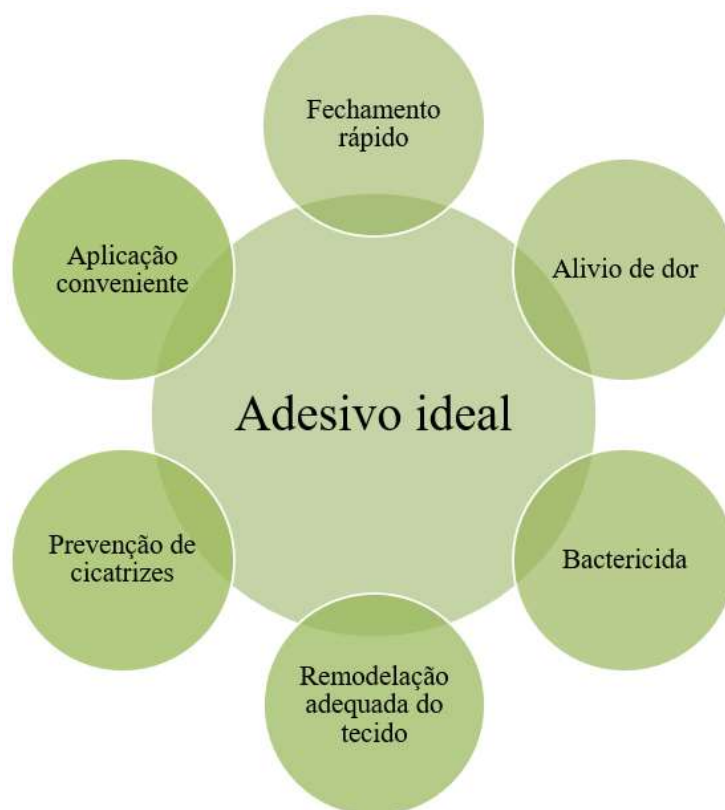 Fechamento
rápido
Alivio de dor
Aplicação
conveniente
Adesivo ideal
Bactericida
Prevenção de
cicatrizes
Remodelação
adequada do
tecido